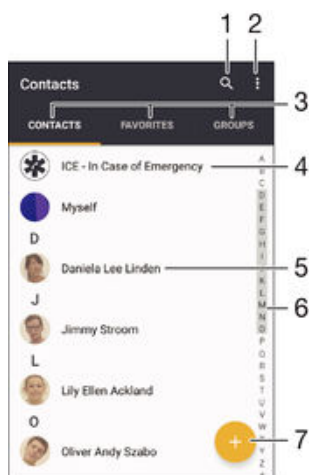 1 2
Contacts
3
CONTACTS FAVORITES GROUPS
ICE - In Case of Emergency 4
Myself
D
Daniela Lee Linden 5
J
Jimmy Stroom
6
L
Lily Ellen Ackland
O
Oliver Andy Szabo
+ 7
A
B
C
D
E
F
G
H
I
K
L
M
N
O
P
Q
R
S
T
U
V
W
Y
Z